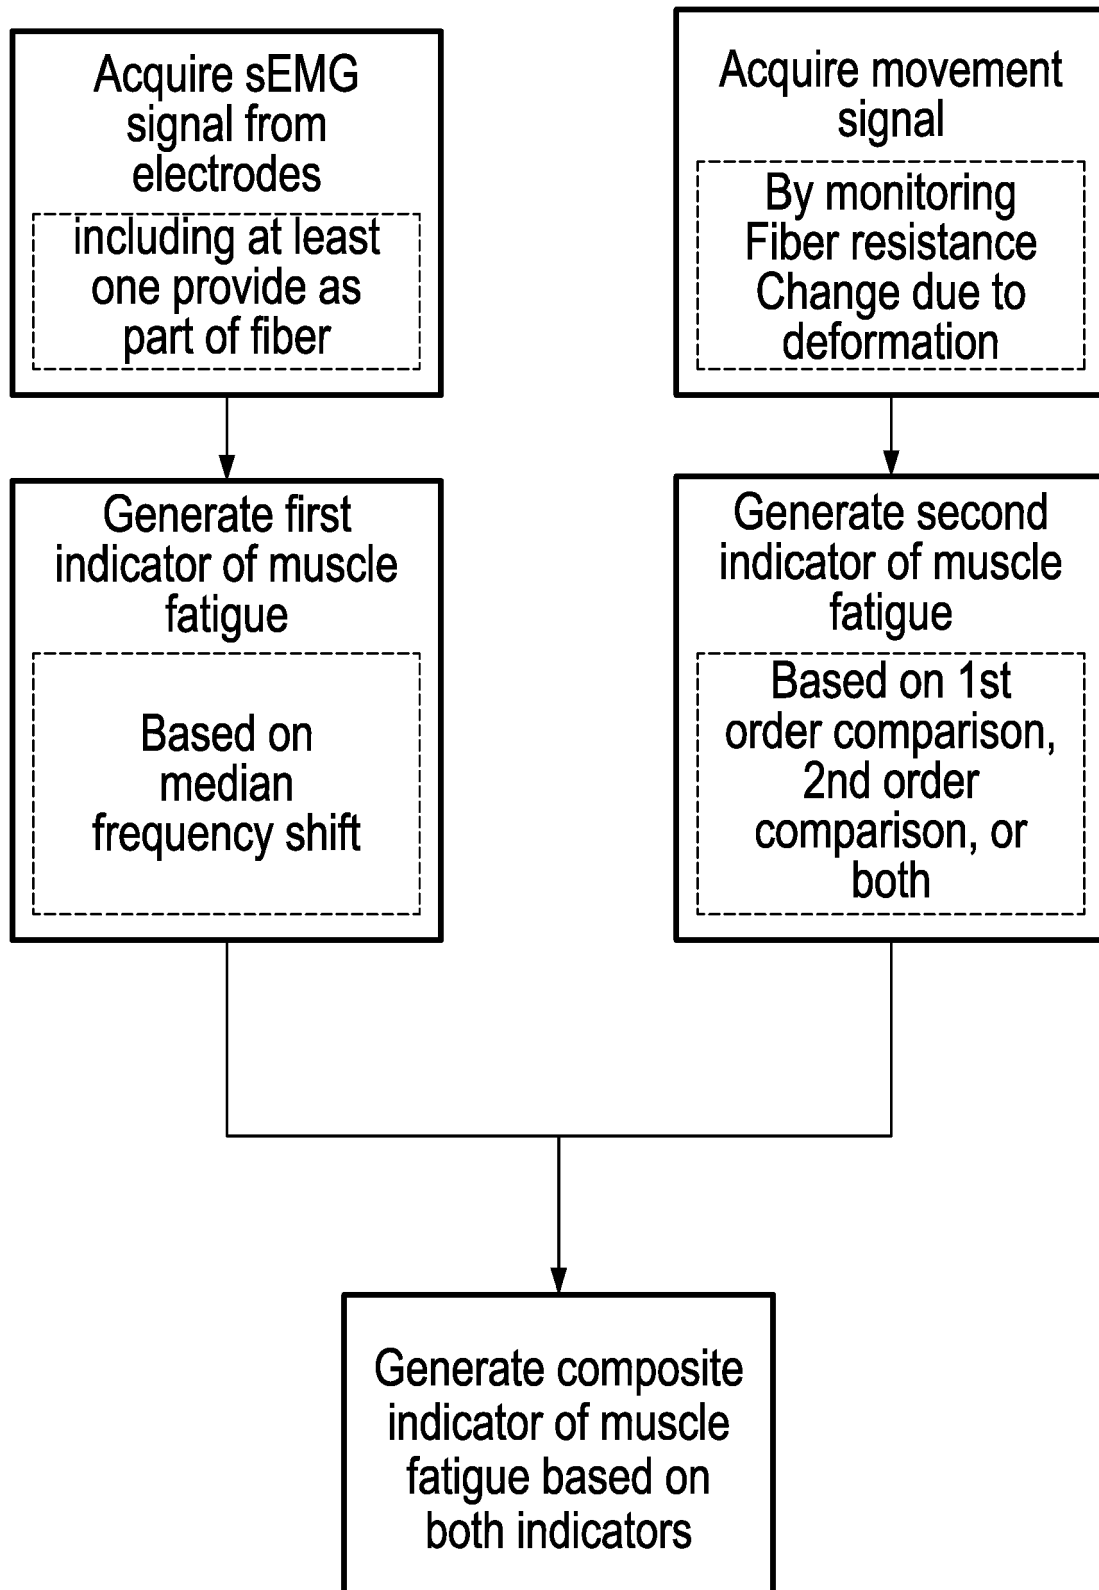 Acquire sEMG
signal from
electrodes
including at least
one provide as
part of fiber
Acquire movement
signal
By monitoring
Fiber resistance
Change due to
deformation
Generate first
indicator of muscle
fatigue
Based on
median
frequency shift
Generate second
indicator of muscle
fatigue
Based on 1st
order comparison,
2nd order
comparison, or
both
Generate composite
indicator of muscle
fatigue based on
both indicators